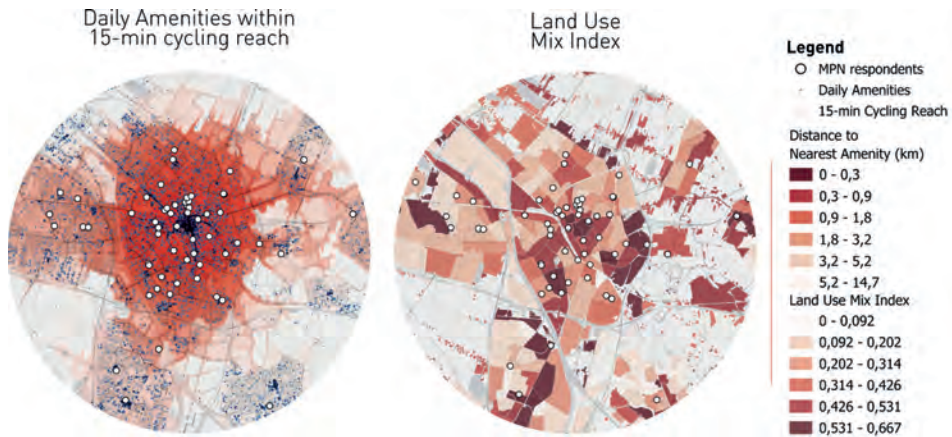 Daily Amenities within
15-min cycling reach
Land Use
Mix Index
Legend
MPN respondents
Daily Amenities
15-min Cycling Reach
Distance to
Nearest Amenity (km)
0 - 0,3
0,3 - 0,9
0,9 - 1,8
1,8 - 3,2
3,2 - 5,2
5,2 - 14,7
Land Use Mix Index
0 - 0,092
0,092 - 0,202
0,202 - 0,314
0,314 - 0,426
0,426 - 0,531
0,531 - 0,667